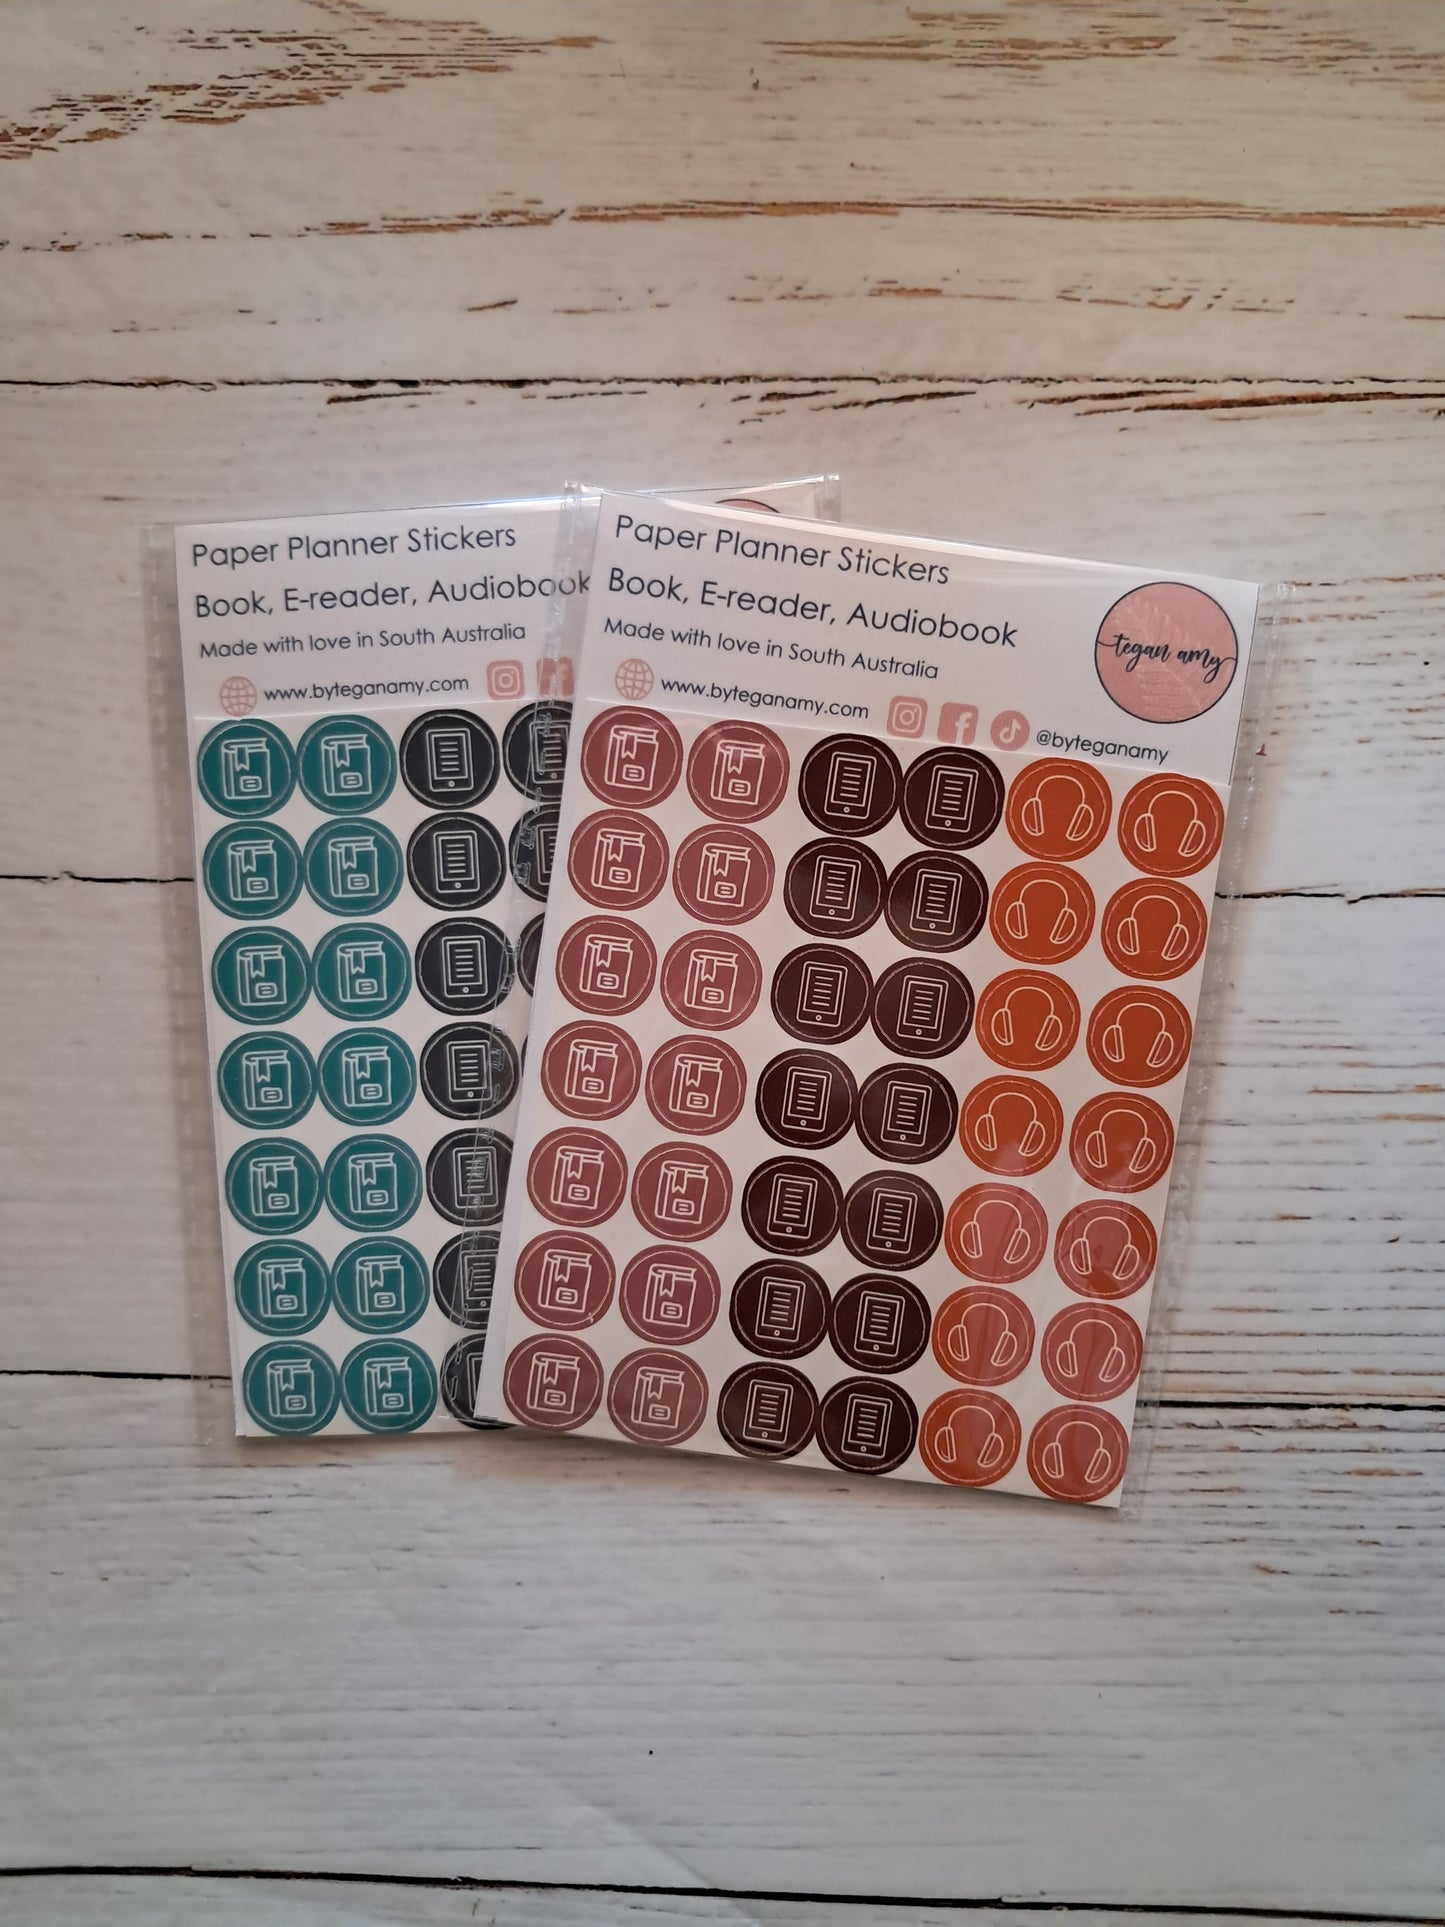 Paper Planner Stickers
Book, E-reader, Audiobook
Made with love in South Australia
www.byteganamy.com
Paper Planner Stickers
Book, E-reader, Audiobook
Made with love in South Australia
www.byteganamy.com
@byteganamy
tegan amy